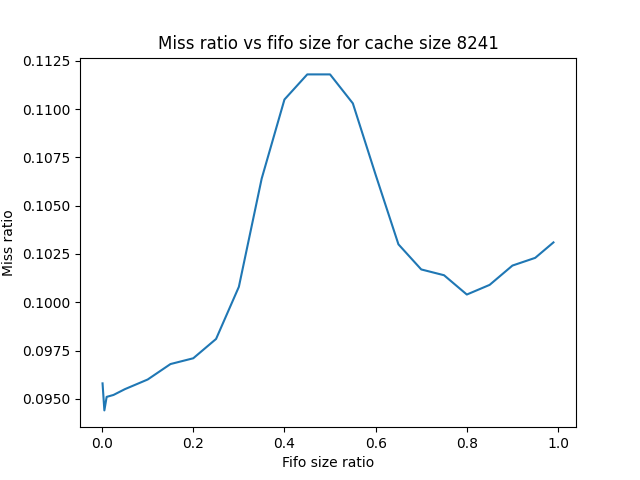 Miss ratio vs fifo size for cache size 8241
0.1125
0.1100
0.1075
0.1050
0.1025
0.1000
0.0975
0.0950
Miss ratio
0.0 0.2 0.4 0.6 0.8 1.0
Fifo size ratio